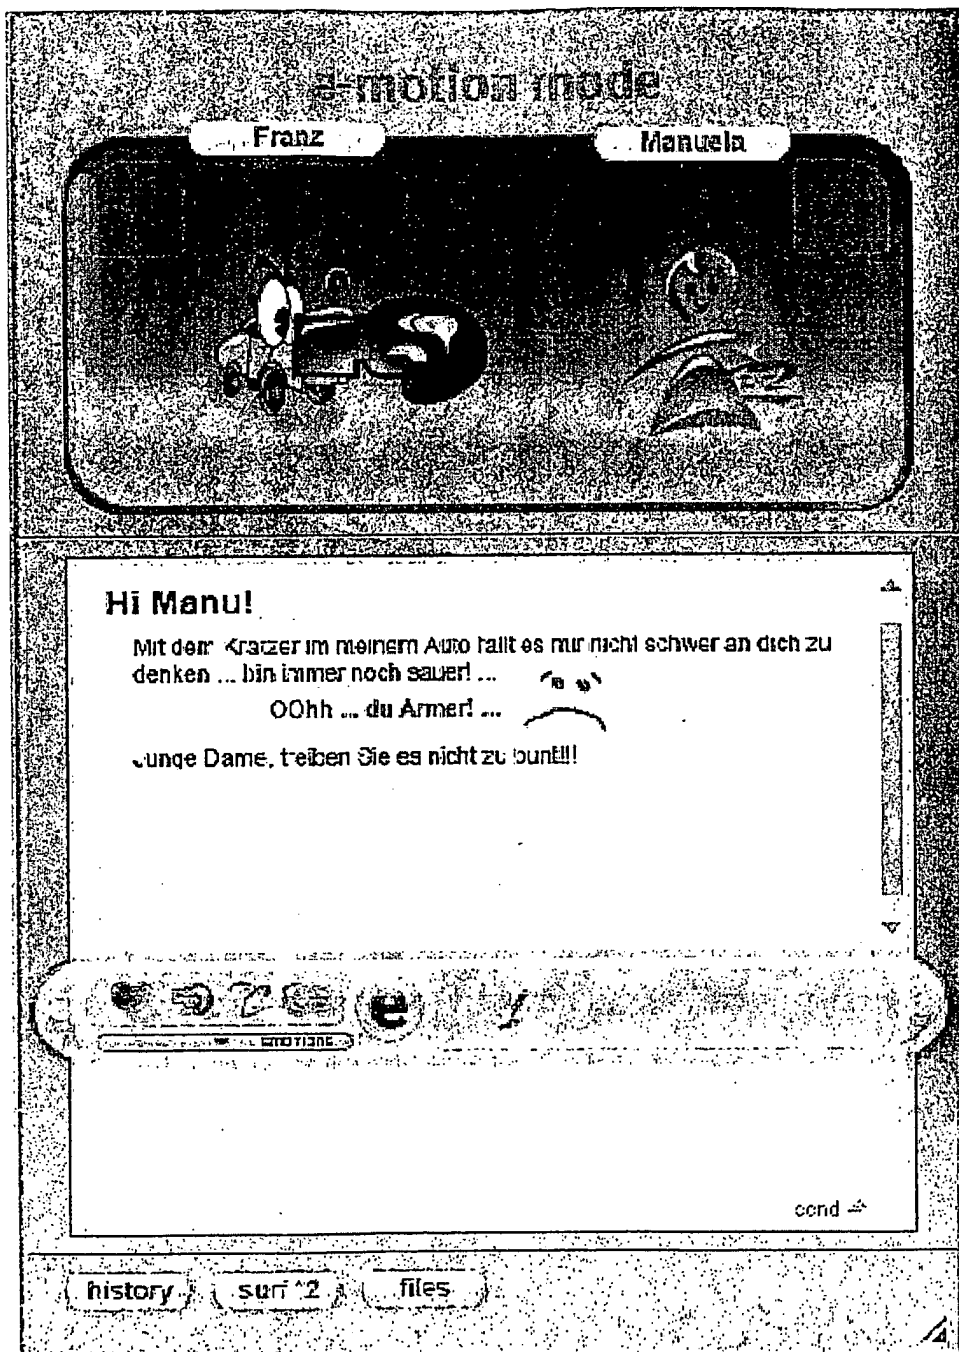 e-motion mode
Franz
Manuela
Hi Manu!
Mit dem Kratzer im meinem Auto fällt es mir nicht schwer an dich zu
denken ... bin immer noch sauer! ...
OOhh ... du Armer! ...
Junge Dame, treiben Sie es nicht zu bunt!!!
e
EMOTIONS
send
history
surf ^2
files